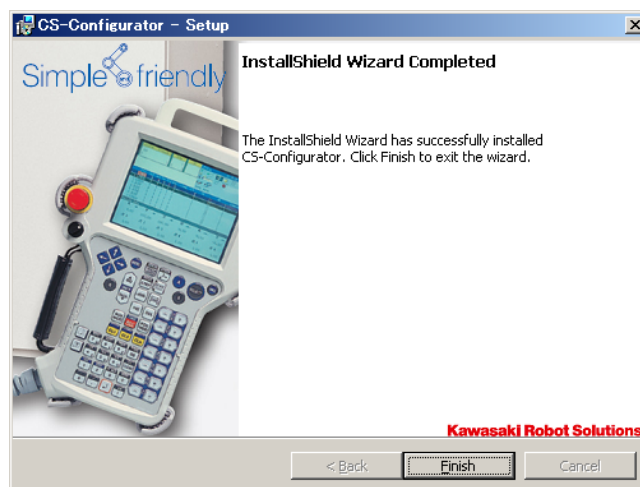 CS-Configurator - Setup
Simple friendly
InstallShield Wizard Completed
The InstallShield Wizard has successfully installed
CS-Configurator. Click Finish to exit the wizard.
Kawasaki Robot Solutions
< Back
Finish
Cancel